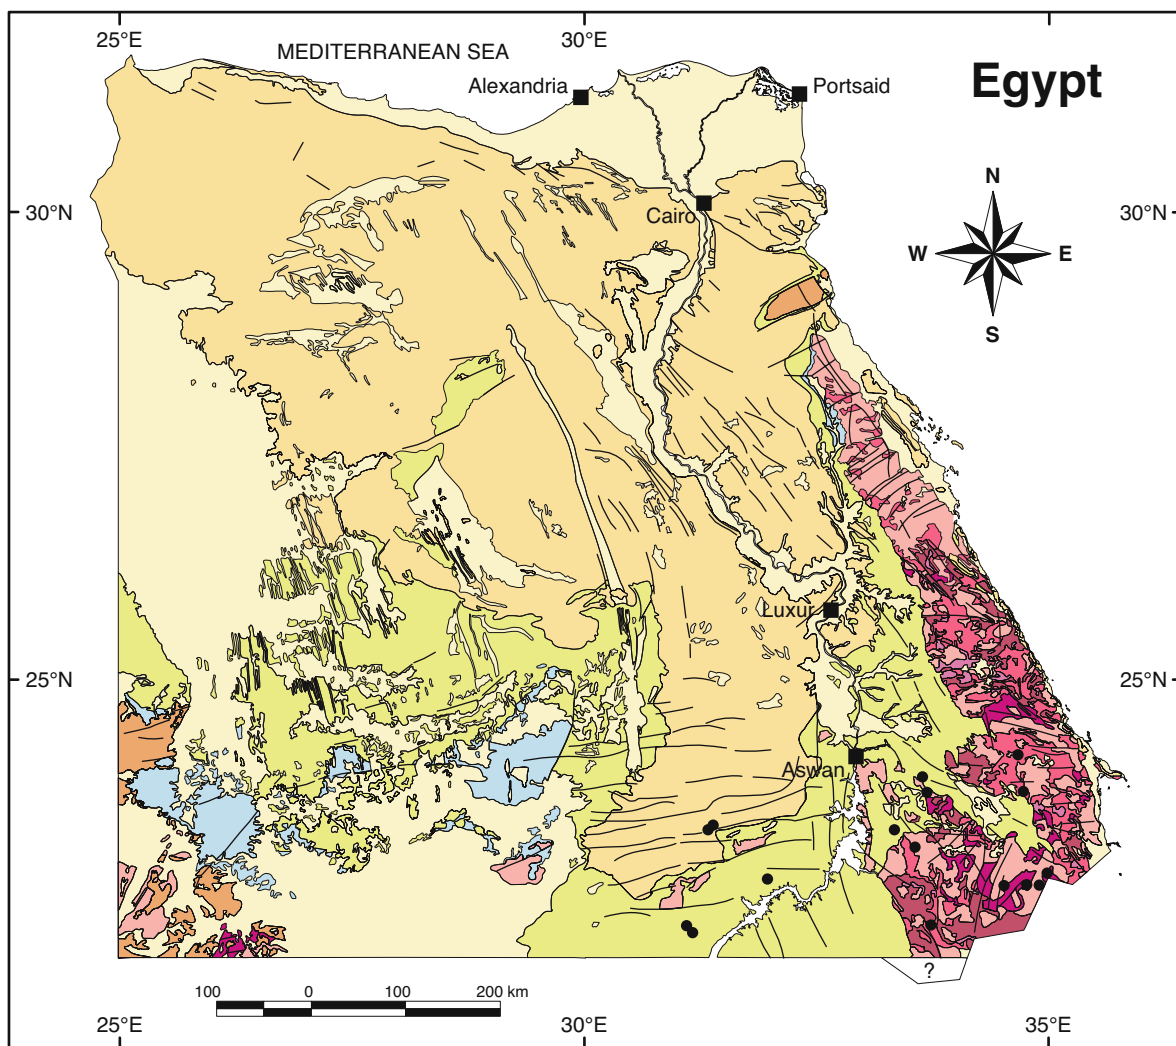 25°E
30°E
MEDITERRANEAN SEA
Egypt
Alexandria
Portsaid
N
30°N
Cairo
30°N
W
E
S
Luxur
25°N
25°N
Aswan
?
100
0
100
200 km
25°E
30°E
35°E